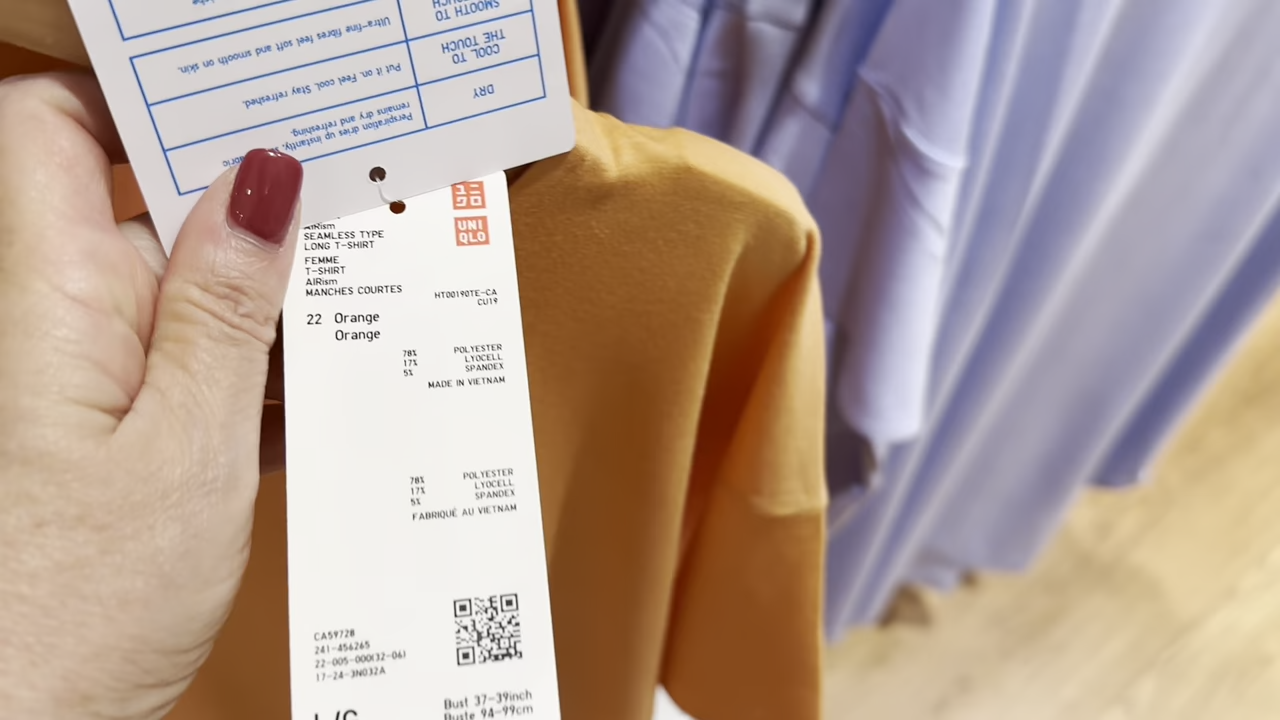 SMOOTH TO
Ultra-fine fibres feel soft and smooth on skin.
COOL TO
THE TOUCH
Put it on. Feel cool. Stay refreshed.
DRY
Perspiration dries up instantly,
remains dry and refreshing.
AIRism
SEAMLESS TYPE
LONG T-SHIRT
FEMME
T-SHIRT
AIRism
MANCHES COURTES
UNI
QLO
HT00190TE-CA
CU19
22 Orange
Orange
78% POLYESTER
17% LYOCELL
5% SPANDEX
MADE IN VIETNAM
78% POLYESTER
17% LYOCELL
5% SPANDEX
FABRIQUÉ AU VIETNAM
CA59728
241-456265
22-005-000(32-06)
17-24-3N032A
Bust 37-39inch
Buste 94-99cm